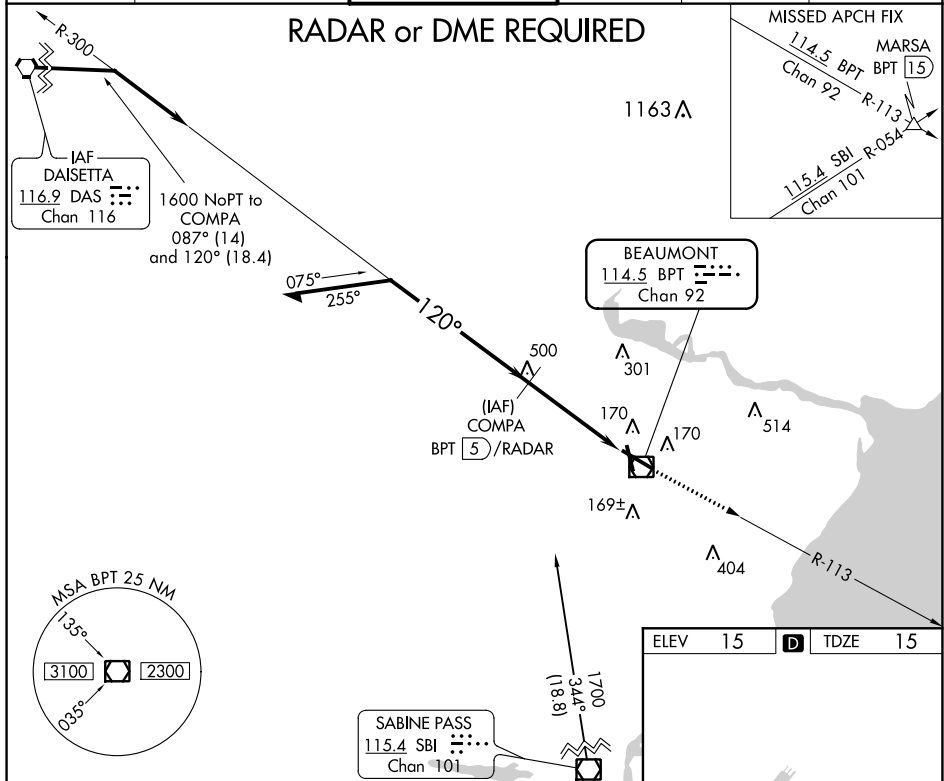 RADAR or DME REQUIRED
MISSED APCH FIX
114.5 BPT
Chan 92
R-113
MARSA
BPT 15
115.4 SBI
R-054
Chan 101
R-300
1163
IAF
DAISETTA
116.9 DAS
Chan 116
1600 NoPT to
COMPA
087° (14)
and 120° (18.4)
BEAUMONT
114.5 BPT
Chan 92
075°
255°
120°
500
301
(IAF)
COMPA
BPT 5/RADAR
170
170
514
169±
404
R-113
MSA BPT 25 NM
135°
3100
2300
035°
1700
344°
(18.8)
SABINE PASS
115.4 SBI
Chan 101
ELEV 15 D TDZE 15